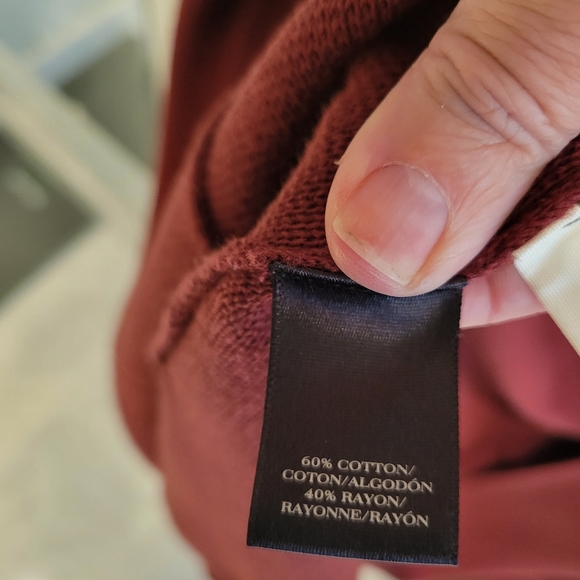 60% COTTON/
COTON/ALGODÓN
40% RAYON/
RAYONNE/RAYÓN